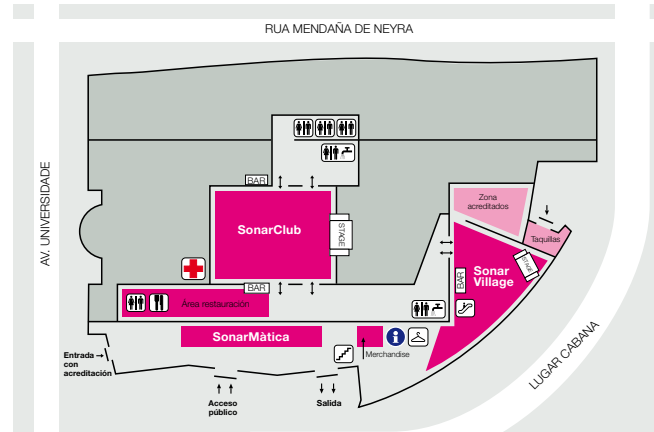 RUA MENDAÑA DE NEYRA
AV. UNIVERSIDADE
BAR
SonarClub
STAGE
Zona
acreditados
Taquillas
STAGE
Sonar
Village
BAR
BAR
Área restauración
SonarMàtica
i
Merchandise
Entrada
con
acreditación
Acceso
público
Salida
LUGAR CABANA